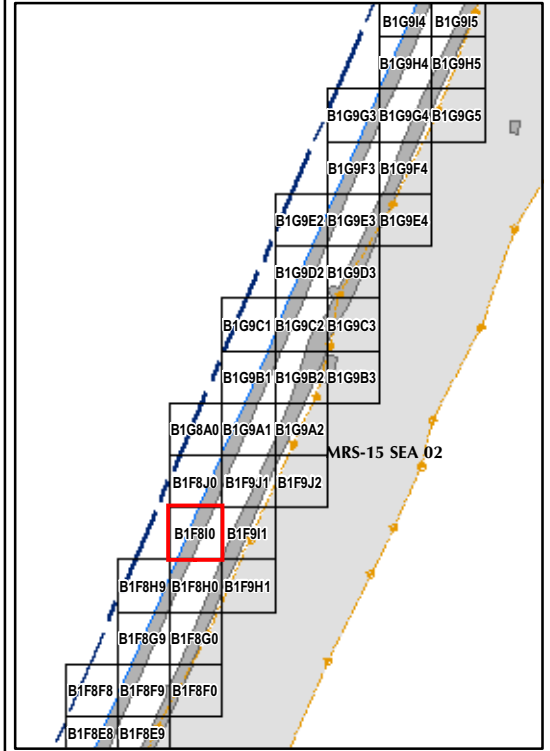 B1G9I4 B1G9I5
B1G9H4 B1G9H5
B1G9G3 B1G9G4 B1G9G5
B1G9F3 B1G9F4
B1G9E2 B1G9E3 B1G9E4
B1G9D2 B1G9D3
B1G9C1 B1G9C2 B1G9C3
B1G9B1 B1G9B2 B1G9B3
B1G8A0 B1G9A1 B1G9A2
MRS-15 SEA 02
B1F8J0 B1F9J1 B1F9J2
B1F8I0 B1F9I1
B1F8H9 B1F8H0 B1F9H1
B1F8G9 B1F8G0
B1F8F8 B1F8F9 B1F8F0
B1F8E8 B1F8E9